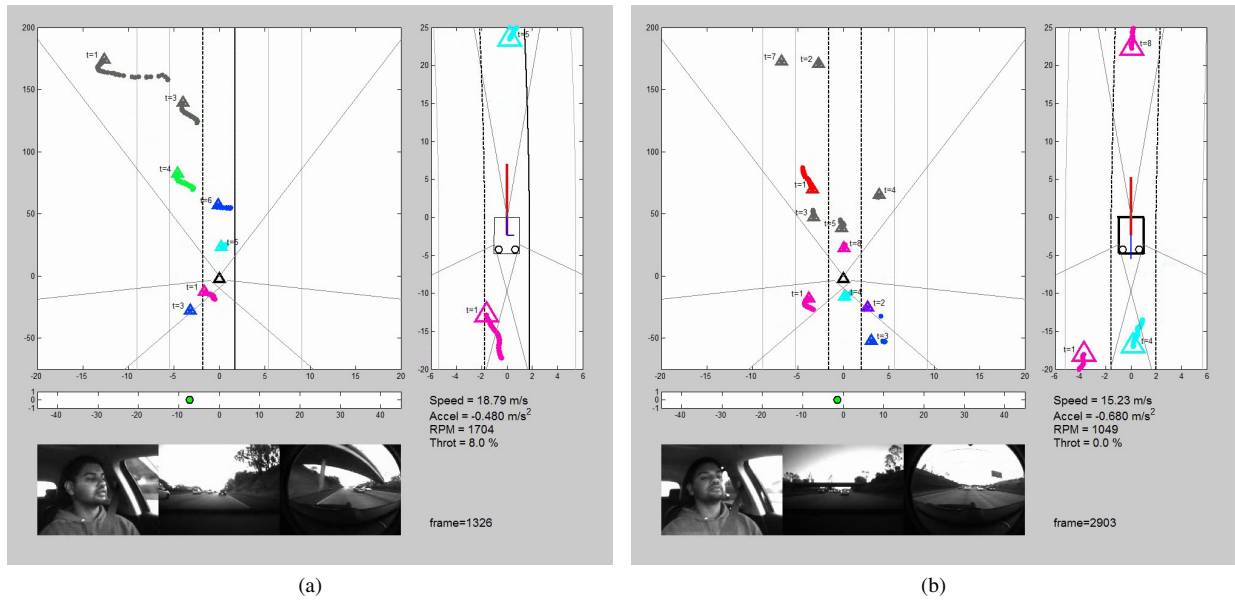 200
150
100
50
0
-50
t=1
t=3
t=4
t=6
t=5
t=1
t=3
-20 -15 -10 -5 0 5 10 15 20
25
20
15
10
5
0
-5
-10
-15
-20
t=5
t=1
-6 -4 -2 0 2 4 6
1
0
-1
-40 -30 -20 -10 0 10 20 30 40
Speed = 18.79 m/s
Accel = -0.480 m/s²
RPM = 1704
Throt = 8.0 %
frame=1326
(a)
200
150
100
50
0
-50
t=7
t=2
t=1
t=4
t=3
t=5
t=8
t=1
t=4
t=2
t=3
-20 -15 -10 -5 0 5 10 15 20
25
20
15
10
5
0
-5
-10
-15
-20
t=8
t=1
t=4
-6 -4 -2 0 2 4 6
1
0
-1
-40 -30 -20 -10 0 10 20 30 40
Speed = 15.23 m/s
Accel = -0.680 m/s²
RPM = 1049
Throt = 0.0 %
frame=2903
(b)